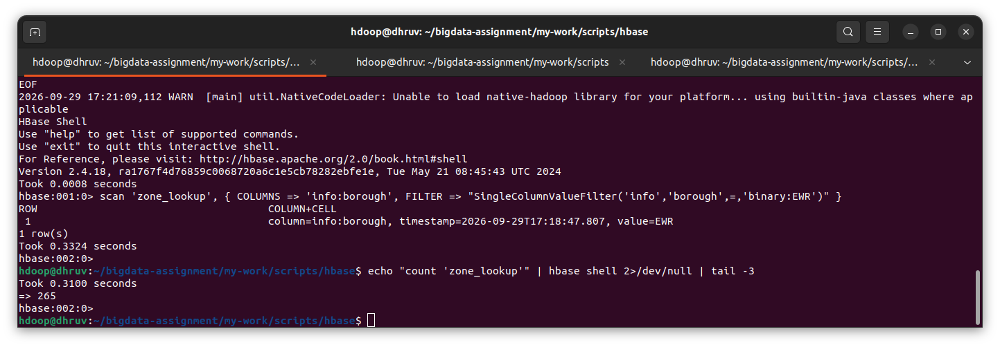 hdoop@dhruv: ~/bigdata-assignment/my-work/scripts/hbase
hdoop@dhruv: ~/bigdata-assignment/my-work/scripts/…
hdoop@dhruv: ~/bigdata-assignment/my-work/scripts
hdoop@dhruv: ~/bigdata-assignment/my-work/scripts/…
EOF
2026-09-29 17:21:09,112 WARN  [main] util.NativeCodeLoader: Unable to load native-hadoop library for your platform... using builtin-java classes where ap
plicable
HBase Shell
Use "help" to get list of supported commands.
Use "exit" to quit this interactive shell.
For Reference, please visit: http://hbase.apache.org/2.0/book.html#shell
Version 2.4.18, ra1767f4d76859c0068720a6c1e5cb78282ebfe1e, Tue May 21 08:45:43 UTC 2024
Took 0.0008 seconds
hbase:001:0> scan 'zone_lookup', { COLUMNS => 'info:borough', FILTER => "SingleColumnValueFilter('info','borough',=,'binary:EWR')" }
ROW                                        COLUMN+CELL
 1                                         column=info:borough, timestamp=2026-09-29T17:18:47.807, value=EWR
1 row(s)
Took 0.3324 seconds
hbase:002:0>
hdoop@dhruv:~/bigdata-assignment/my-work/scripts/hbase$ echo "count 'zone_lookup'" | hbase shell 2>/dev/null | tail -3
Took 0.3100 seconds
=> 265
hbase:002:0>
hdoop@dhruv:~/bigdata-assignment/my-work/scripts/hbase$